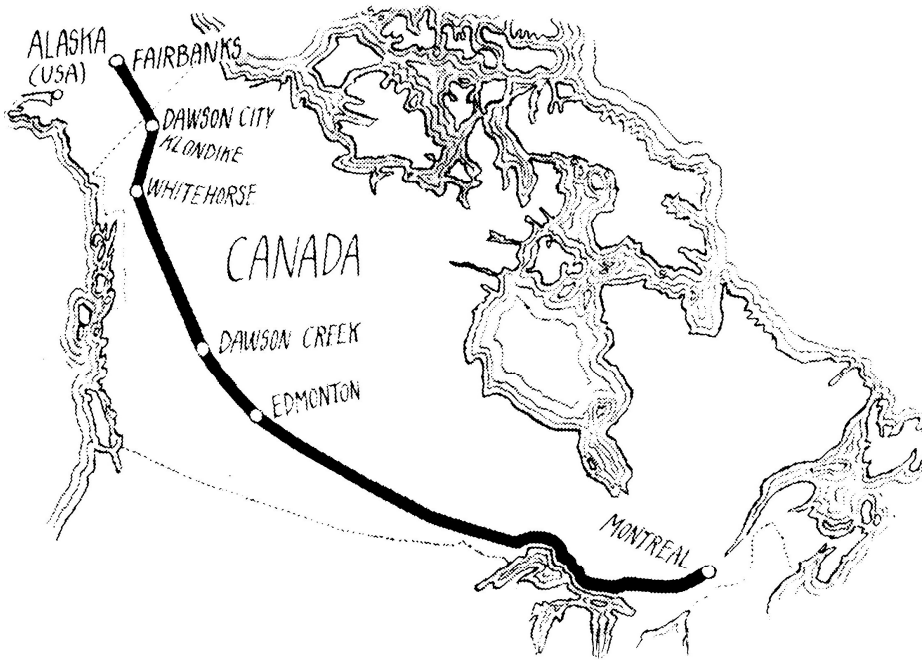 ALASKA
(USA)
FAIRBANKS
DAWSON CITY
KLONDIKE
WHITEHORSE
CANADA
DAWSON CREEK
EDMONTON
MONTREAL